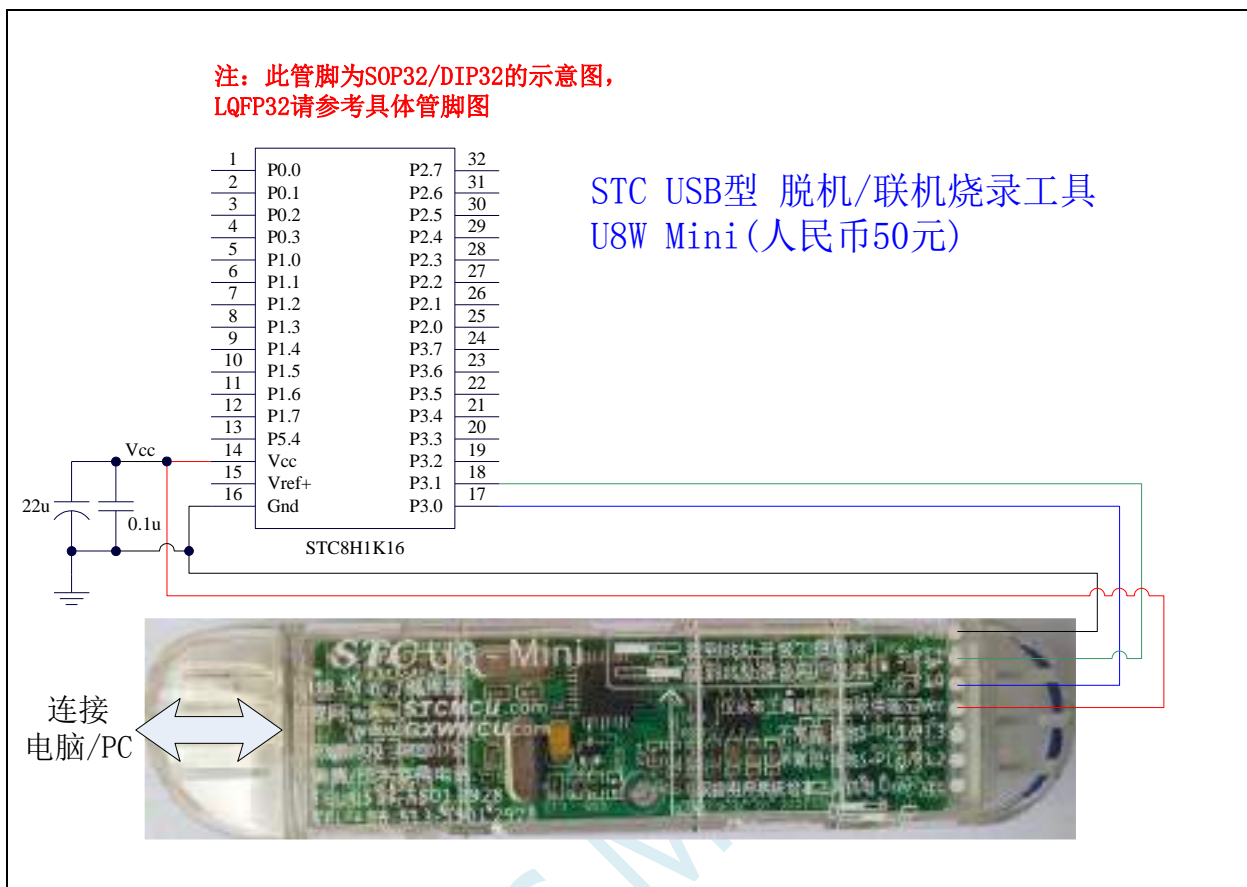 注: 此管脚为SOP32/DIP32的示意图,
LQFP32请参考具体管脚图
STC USB型 脱机/联机烧录工具
U8W Mini(人民币50元)
1 P0.0 P2.7 32
2 P0.1 P2.6 31
3 P0.2 P2.5 30
4 P0.3 P2.4 29
5 P1.0 P2.3 28
6 P1.1 P2.2 27
7 P1.2 P2.1 26
8 P1.3 P2.0 25
9 P1.4 P3.7 24
10 P1.5 P3.6 23
11 P1.6 P3.5 22
12 P1.7 P3.4 21
13 P5.4 P3.3 20
Vcc 14 Vcc P3.2 19
15 Vref+ P3.1 18
16 Gnd P3.0 17
22u
0.1u
STC8H1K16
STC U8-Mini
STCMCU.com
www.GXWMCU.com
连接
电脑/PC